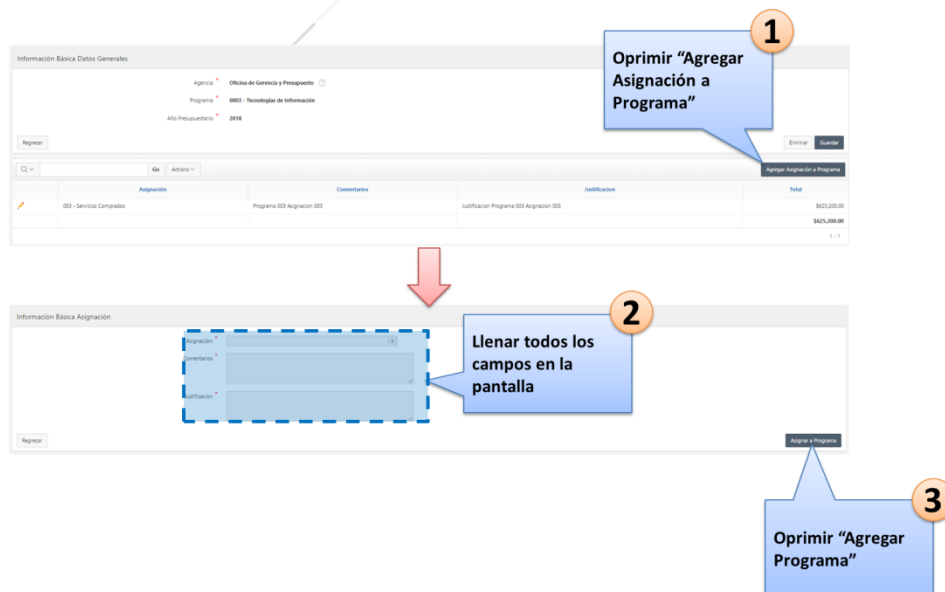 1
Oprimir “Agregar
Asignación a
Programa”
Información Básica Datos Generales
Agencia: * Oficina de Gerencia y Presupuesto ?
Programa: * 0003 - Tecnologías de Información
Año Presupuestario: * 2018
Regresar Eliminar Guardar
Go Actions Agregar Asignación a Programa
Asignación Comentarios Justificacion Total
003 - Servicios Comprados Programa 003 Asignacion 003 Justificacion Programa 003 Asignacion 003 $625,200.00
$625,200.00
1 - 1
2
Llenar todos los
campos en la
pantalla
Información Básica Asignación
Asignación: *
Comentarios *
Justificacion *
Regresar Asignar a Programa
3
Oprimir “Agregar
Programa”